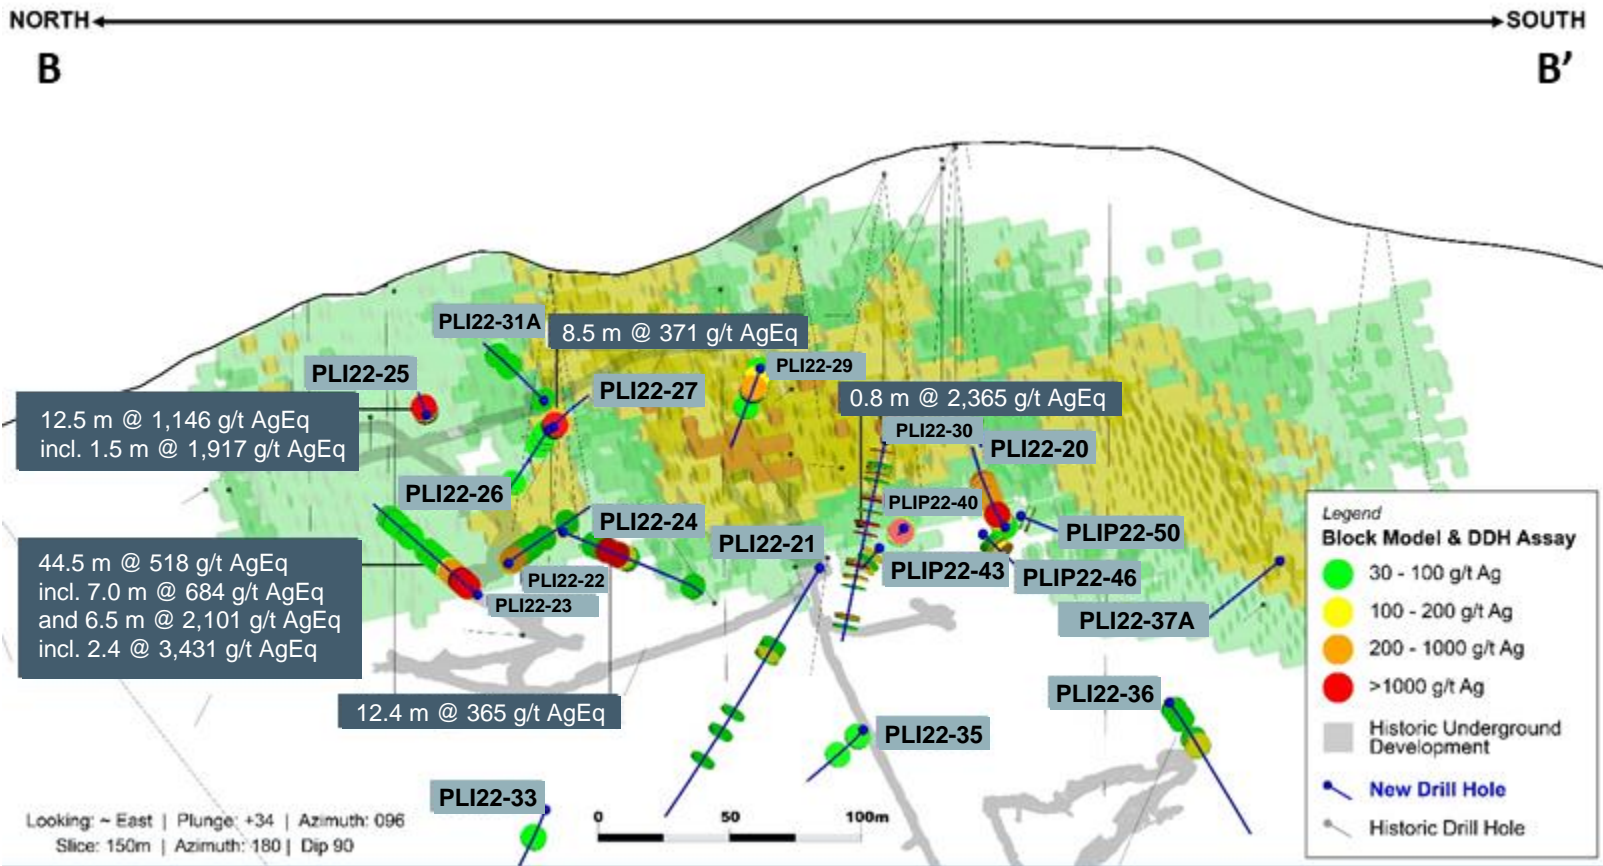 NORTH
SOUTH
B
B’
PLI22-31A
8.5 m @ 371 g/t AgEq
PLI22-25
PLI22-29
PLI22-27
12.5 m @ 1,146 g/t AgEq
incl. 1.5 m @ 1,917 g/t AgEq
0.8 m @ 2,365 g/t AgEq
PLI22-30
PLI22-20
PLI22-26
PLIP22-40
PLI22-24
PLIP22-50
PLI22-21
44.5 m @ 518 g/t AgEq
incl. 7.0 m @ 684 g/t AgEq
and 6.5 m @ 2,101 g/t AgEq
incl. 2.4 @ 3,431 g/t AgEq
PLI22-22
PLI22-23
PLIP22-43
PLIP22-46
PLI22-37A
12.4 m @ 365 g/t AgEq
PLI22-36
PLI22-35
PLI22-33
Legend
Block Model & DDH Assay
30 - 100 g/t Ag
100 - 200 g/t Ag
200 - 1000 g/t Ag
>1000 g/t Ag
Historic Underground
Development
New Drill Hole
Historic Drill Hole
0 50 100m
Looking: ~ East | Plunge: +34 | Azimuth: 096
Slice: 150m | Azimuth: 180 | Dip 90